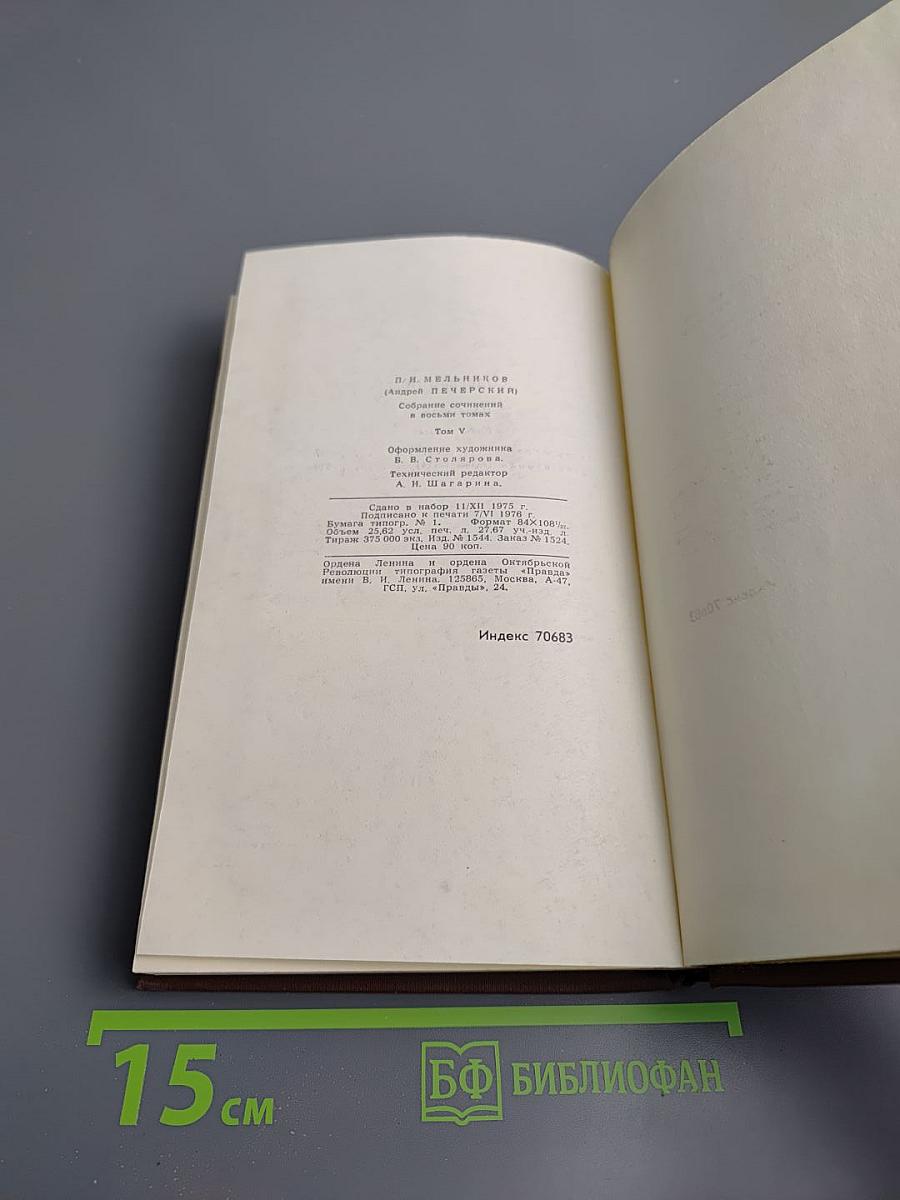 П. И. МЕЛЬНИКОВ
(Андрей ПЕЧЕРСКИЙ)
Собрание сочинений
в восьми томах
Том V
Оформление художника
Б. В. Столярова.
Технический редактор
А. И. Шагарина.
Сдано в набор 11/XII 1975 г.
Подписано к печати 7/VI 1976 г.
Бумага типогр. № 1. Формат 84×108¹/₃₂.
Объем 25,62 усл. печ. л. 27,67 уч.-изд. л.
Тираж 375 000 экз. Изд. № 1544. Заказ № 1524.
Цена 90 коп.
Ордена Ленина и ордена Октябрьской
Революции типография газеты «Правда»
имени В. И. Ленина. 125865, Москва, А-47,
ГСП, ул. «Правды», 24.
Индекс 70683
15 см
БФ БИБЛИОФАН